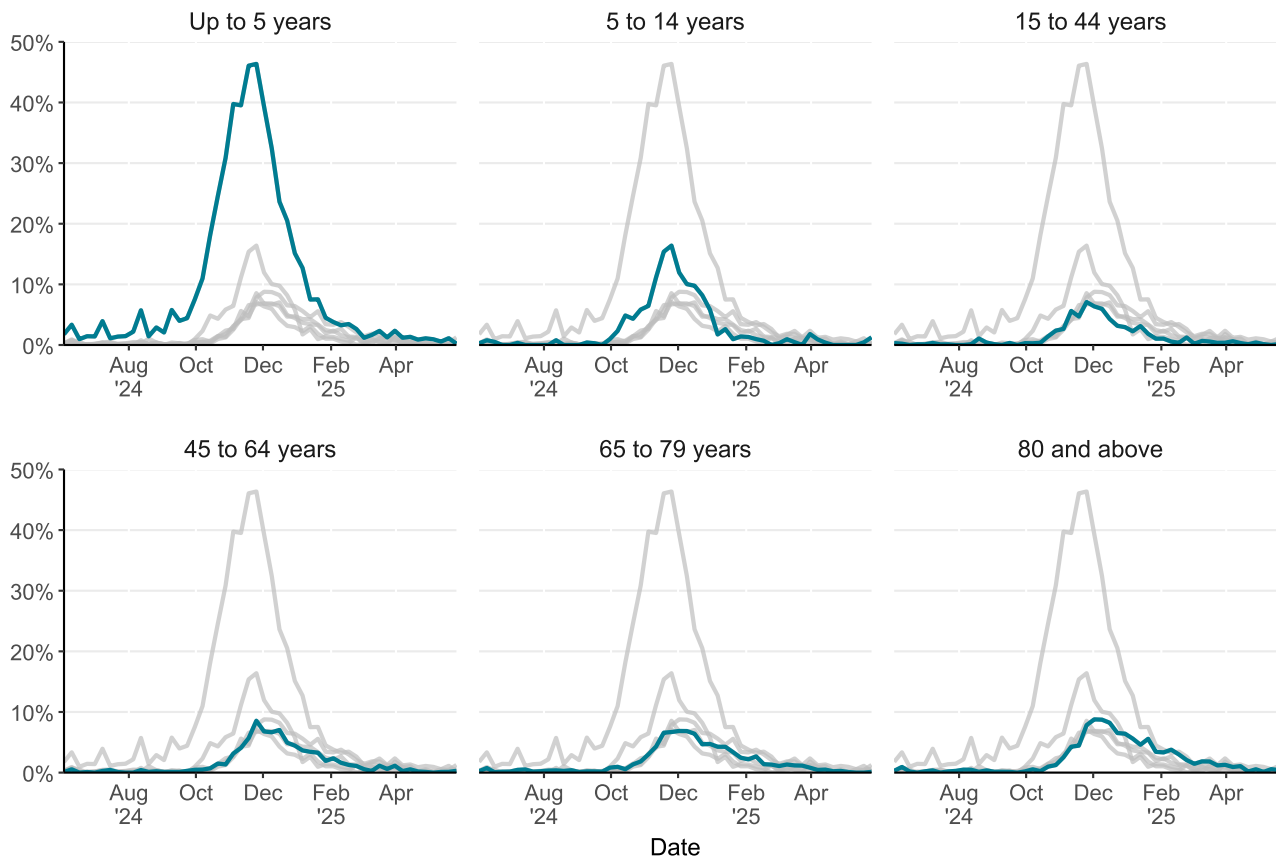 Up to 5 years
5 to 14 years
15 to 44 years
50%
40%
30%
20%
10%
0%
Aug
'24
Oct
Dec
Feb
'25
Apr
Aug
'24
Oct
Dec
Feb
'25
Apr
Aug
'24
Oct
Dec
Feb
'25
Apr
45 to 64 years
65 to 79 years
80 and above
50%
40%
30%
20%
10%
0%
Aug
'24
Oct
Dec
Feb
'25
Apr
Aug
'24
Oct
Dec
Feb
'25
Apr
Aug
'24
Oct
Dec
Feb
'25
Apr
Date